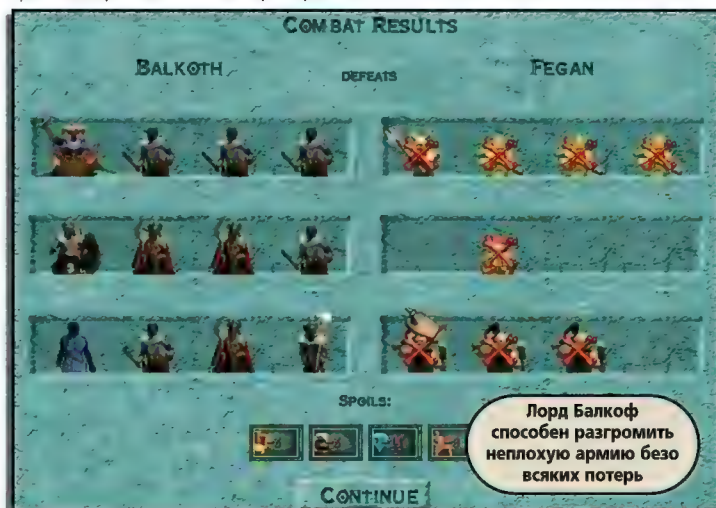 COMBAT RESULTS
BALKOTH DEFEATS FEGAN
SPOILS:
Лорд Балкоф
способен разгромить
неплохую армию безо
всяких потерь
CONTINUE